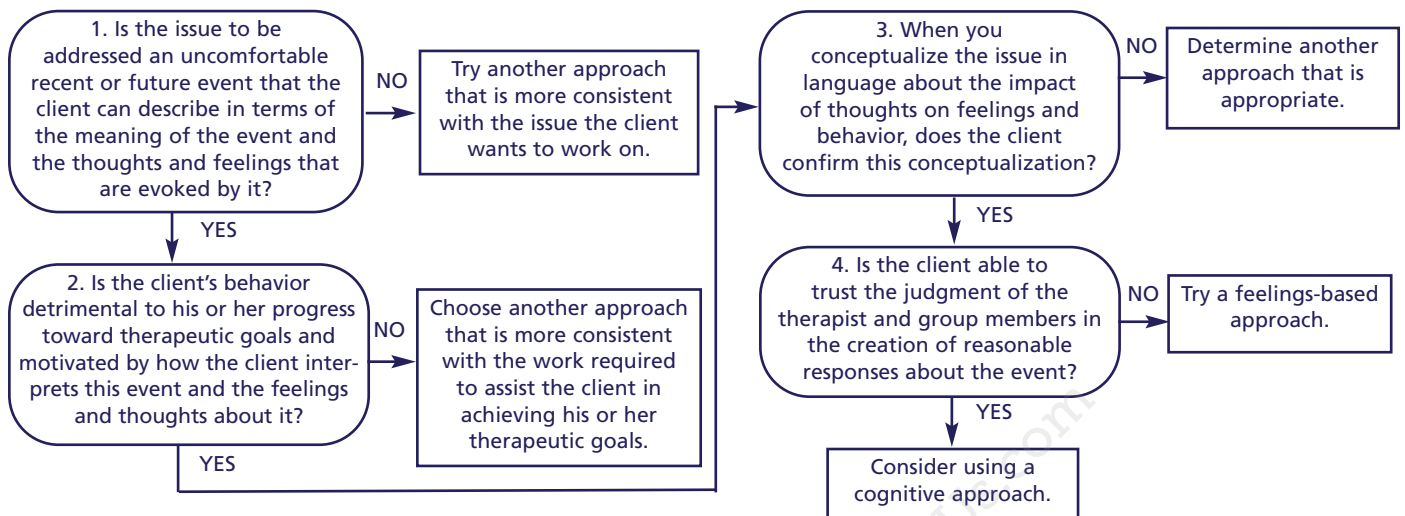 1. Is the issue to be
addressed an uncomfortable
recent or future event that the
client can describe in terms of
the meaning of the event and
the thoughts and feelings that
are evoked by it?
NO
Try another approach
that is more consistent
with the issue the client
wants to work on.
YES
2. Is the client's behavior
detrimental to his or her progress
toward therapeutic goals and
motivated by how the client inter-
prets this event and the feelings
and thoughts about it?
NO
Choose another approach
that is more consistent
with the work required
to assist the client in
achieving his or her
therapeutic goals.
YES
3. When you
conceptualize the issue in
language about the impact
of thoughts on feelings and
behavior, does the client
confirm this conceptualization?
NO
Determine another
approach that is
appropriate.
YES
4. Is the client able to
trust the judgment of the
therapist and group members in
the creation of reasonable
responses about the event?
NO
Try a feelings-based
approach.
YES
Consider using a
cognitive approach.